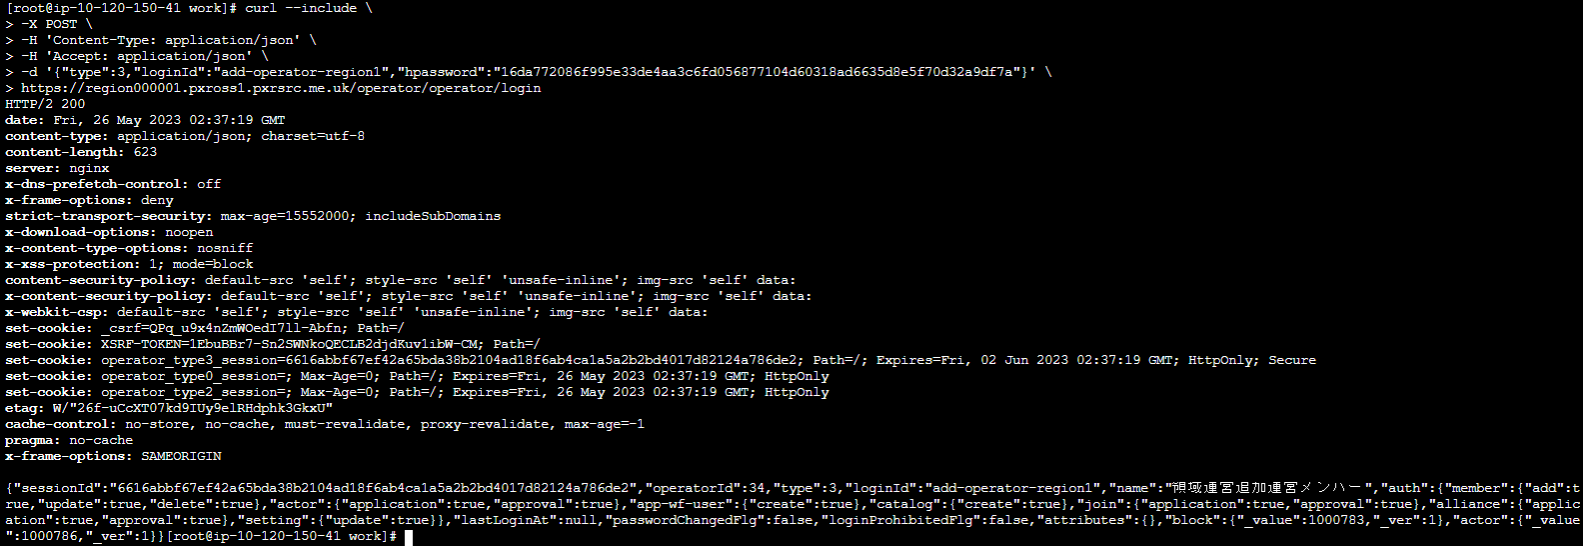 [root@ip-10-120-150-41 work]# curl --include \
> -X POST \
> -H 'Content-Type: application/json' \
> -H 'Accept: application/json' \
> -d '{"type":3,"loginId":"add-operator-region1","hpassword":"16da772086f995e33de4aa3c6fd056877104d60318ad6635d8e5f70d32a9df7a"}' \
> https://region000001.pxross1.pxrsrc.me.uk/operator/operator/login
HTTP/2 200
date: Fri, 26 May 2023 02:37:19 GMT
content-type: application/json; charset=utf-8
content-length: 623
server: nginx
x-dns-prefetch-control: off
x-frame-options: deny
strict-transport-security: max-age=15552000; includeSubDomains
x-download-options: noopen
x-content-type-options: nosniff
x-xss-protection: 1; mode=block
content-security-policy: default-src 'self'; style-src 'self' 'unsafe-inline'; img-src 'self' data:
x-content-security-policy: default-src 'self'; style-src 'self' 'unsafe-inline'; img-src 'self' data:
x-webkit-csp: default-src 'self'; style-src 'self' 'unsafe-inline'; img-src 'self' data:
set-cookie: _csrf=QPq_u9x4nZmWOedI7ll-Abfn; Path=/
set-cookie: XSRF-TOKEN=1EbuBBr7-Sn2SWNkoQECLB2djdKuv1ibW-CM; Path=/
set-cookie: operator_type3_session=6616abbf67ef42a65bda38b2104ad18f6ab4ca1a5a2b2bd4017d82124a786de2; Path=/; Expires=Fri, 02 Jun 2023 02:37:19 GMT; HttpOnly; Secure
set-cookie: operator_type0_session=; Max-Age=0; Path=/; Expires=Fri, 26 May 2023 02:37:19 GMT; HttpOnly
set-cookie: operator_type2_session=; Max-Age=0; Path=/; Expires=Fri, 26 May 2023 02:37:19 GMT; HttpOnly
etag: W/"26f-uCcXT07kd9IUy9elRHdphk3GkxU"
cache-control: no-store, no-cache, must-revalidate, proxy-revalidate, max-age=-1
pragma: no-cache
x-frame-options: SAMEORIGIN
{"sessionId":"6616abbf67ef42a65bda38b2104ad18f6ab4ca1a5a2b2bd4017d82124a786de2","operatorId":34,"type":3,"loginId":"add-operator-region1","name":"領域運営追加運営メンバー","auth":{"member":{"add":t
rue,"update":true,"delete":true},"actor":{"application":true,"approval":true},"app-wf-user":{"create":true},"catalog":{"create":true},"join":{"application":true,"approval":true},"alliance":{"applic
ation":true,"approval":true},"setting":{"update":true}},"lastLoginAt":null,"passwordChangedFlg":false,"loginProhibitedFlg":false,"attributes":{},"block":{"_value":1000783,"_ver":1},"actor":{"_value
":1000786,"_ver":1}}[root@ip-10-120-150-41 work]#